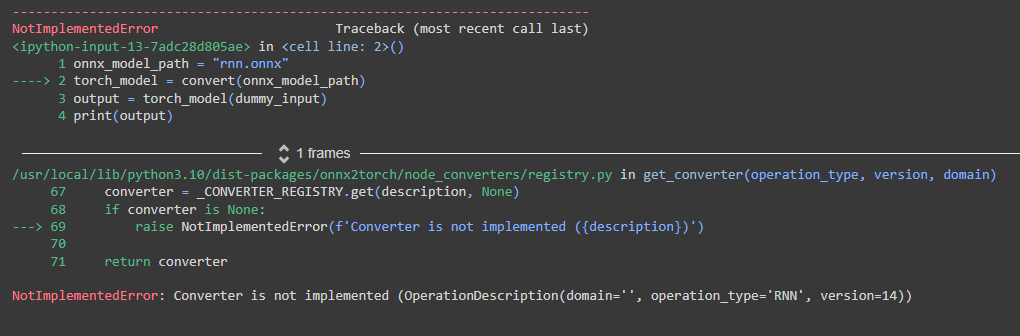 ---------------------------------------------------------------------------
NotImplementedError                       Traceback (most recent call last)
<ipython-input-13-7adc28d805ae> in <cell line: 2>()
      1 onnx_model_path = "rnn.onnx"
----> 2 torch_model = convert(onnx_model_path)
      3 output = torch_model(dummy_input)
      4 print(output)
1 frames
/usr/local/lib/python3.10/dist-packages/onnx2torch/node_converters/registry.py in get_converter(operation_type, version, domain)
     67     converter = _CONVERTER_REGISTRY.get(description, None)
     68     if converter is None:
---> 69         raise NotImplementedError(f'Converter is not implemented ({description})')
     70
     71     return converter
NotImplementedError: Converter is not implemented (OperationDescription(domain='', operation_type='RNN', version=14))